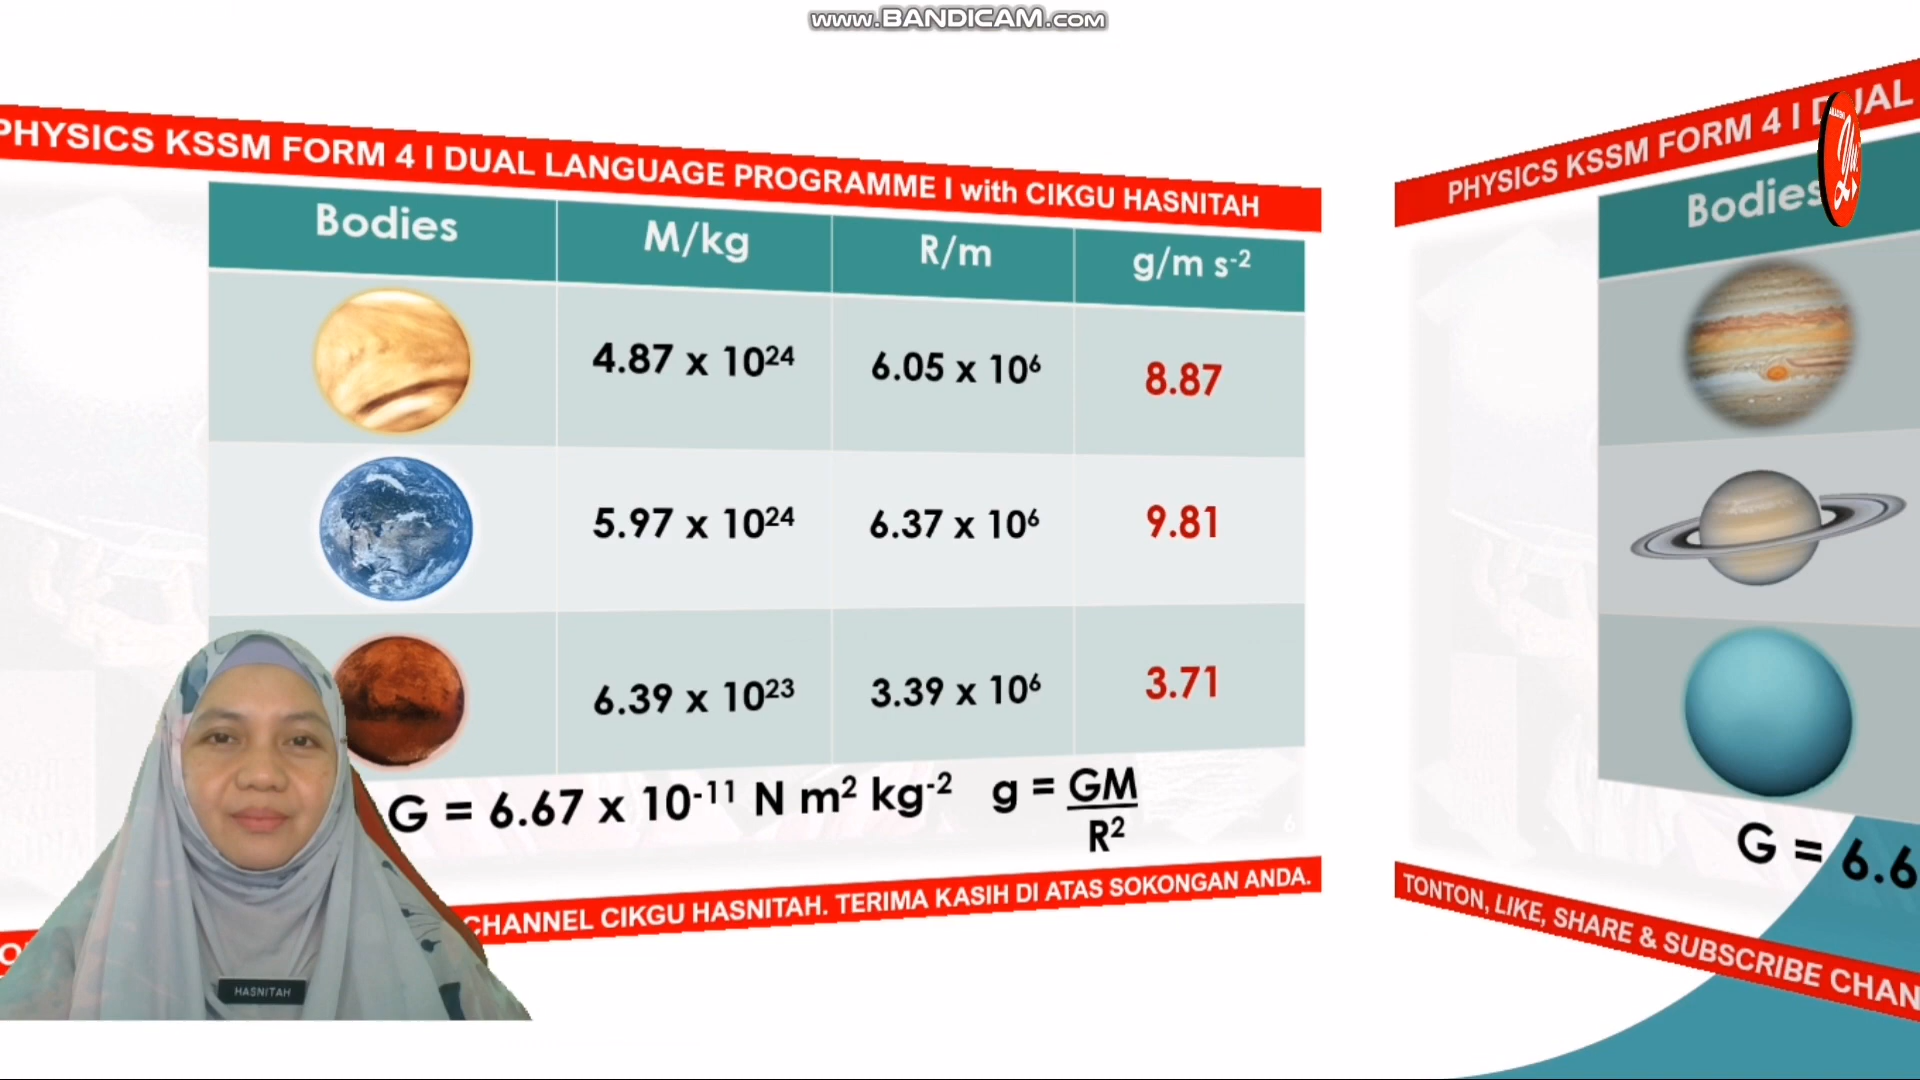 www.BANDICAM.com
PHYSICS KSSM FORM 4 I DUAL LANGUAGE PROGRAMME I with CIKGU HASNITAH
Bodies M/kg R/m g/m s-2
4.87 x 10²⁴ 6.05 x 10⁶ 8.87
5.97 x 10²⁴ 6.37 x 10⁶ 9.81
6.39 x 10²³ 3.39 x 10⁶ 3.71
G = 6.67 x 10⁻¹¹ N m² kg⁻² g = GM
R²
6
CHANNEL CIKGU HASNITAH. TERIMA KASIH DI ATAS SOKONGAN ANDA.
HASNITAH
PHYSICS KSSM FORM 4 I DUAL
Bodies
G = 6.6
TONTON, LIKE, SHARE & SUBSCRIBE CHAN